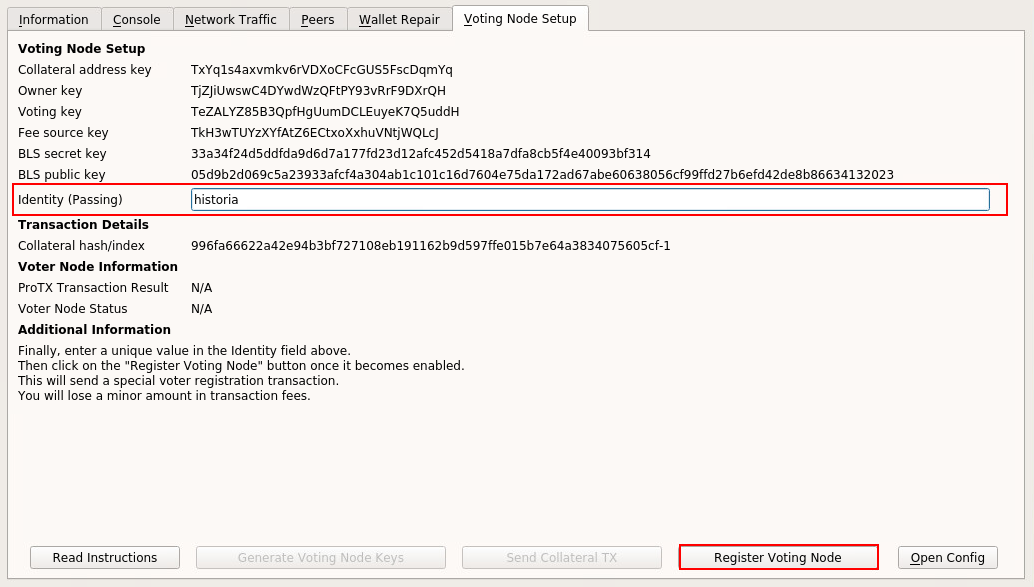 Information Console Network Traffic Peers Wallet Repair Voting Node Setup
Voting Node Setup
Collateral address key TxYq1s4axvmkv6rVDXoCFcGUS5FscDqmYq
Owner key TjZJiUwswC4DYwdWzQFtPY93vRrF9DXrQH
Voting key TeZALYZ85B3QpfHgUumDCLEuyeK7Q5uddH
Fee source key TkH3wTUYzXYfAtZ6ECtxoXxhuVNtjWQLcJ
BLS secret key 33a34f24d5ddfda9d6d7a177fd23d12afc452d5418a7dfa8cb5f4e40093bf314
BLS public key 05d9b2d069c5a23933afcf4a304ab1c101c16d7604e75da172ad67abe60638056cf99ffd27b6efd42de8b86634132023
Identity (Passing) historia
Transaction Details
Collateral hash/index 996fa66622a42e94b3bf727108eb191162b9d597ffe015b7e64a3834075605cf-1
Voter Node Information
ProTX Transaction Result N/A
Voter Node Status N/A
Additional Information
Finally, enter a unique value in the Identity field above.
Then click on the "Register Voting Node" button once it becomes enabled.
This will send a special voter registration transaction.
You will lose a minor amount in transaction fees.
Read Instructions Generate Voting Node Keys Send Collateral TX Register Voting Node Open Config